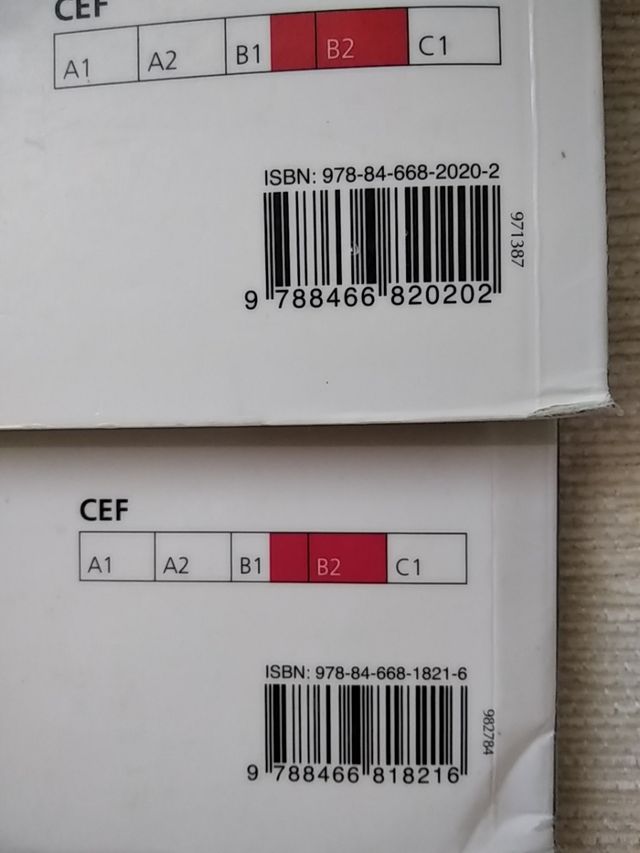 CEF
A1 A2 B1 B2 C1
ISBN: 978-84-668-2020-2
971387
9 788466 820202
CEF
A1 A2 B1 B2 C1
ISBN: 978-84-668-1821-6
982784
9 788466 818216